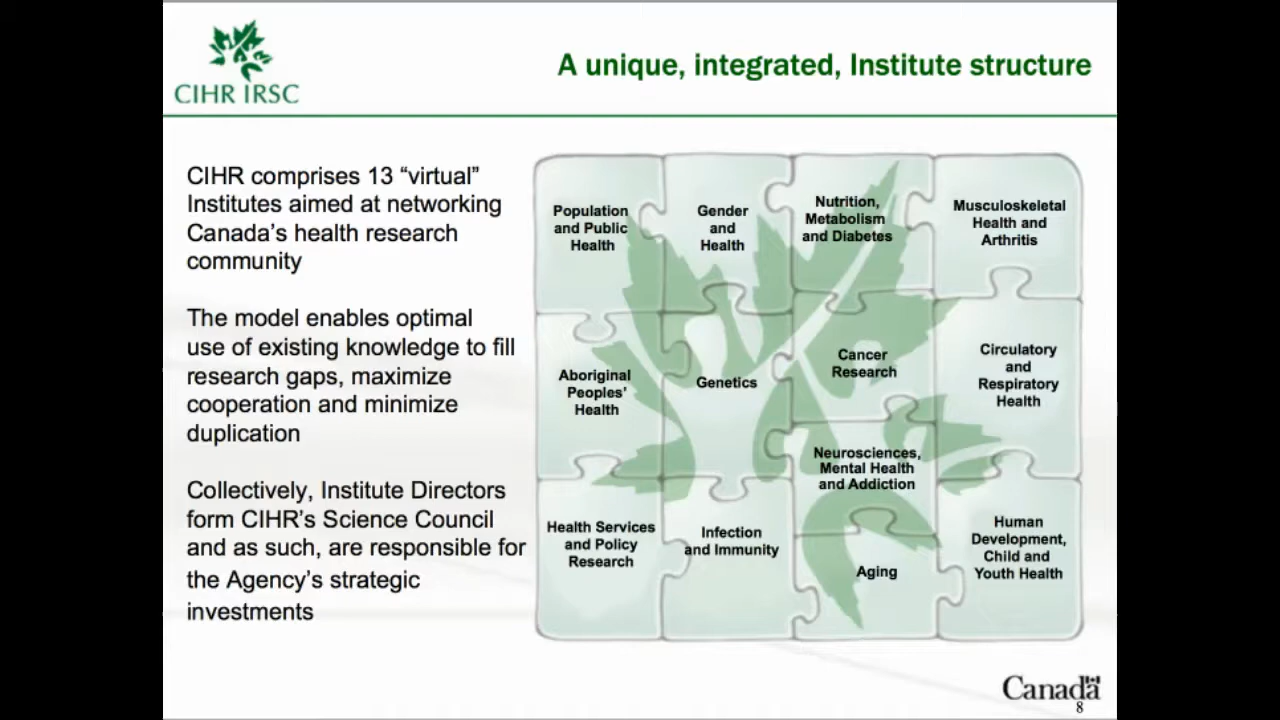 CIHR IRSC
A unique, integrated, Institute structure
CIHR comprises 13 “virtual”
Institutes aimed at networking
Canada’s health research
community
The model enables optimal
use of existing knowledge to fill
research gaps, maximize
cooperation and minimize
duplication
Collectively, Institute Directors
form CIHR’s Science Council
and as such, are responsible for
the Agency’s strategic
investments
Population
and Public
Health
Gender
and
Health
Nutrition,
Metabolism
and Diabetes
Musculoskeletal
Health and
Arthritis
Aboriginal
Peoples’
Health
Genetics
Cancer
Research
Circulatory
and
Respiratory
Health
Neurosciences,
Mental Health
and Addiction
Health Services
and Policy
Research
Infection
and Immunity
Aging
Human
Development,
Child and
Youth Health
Canada
8